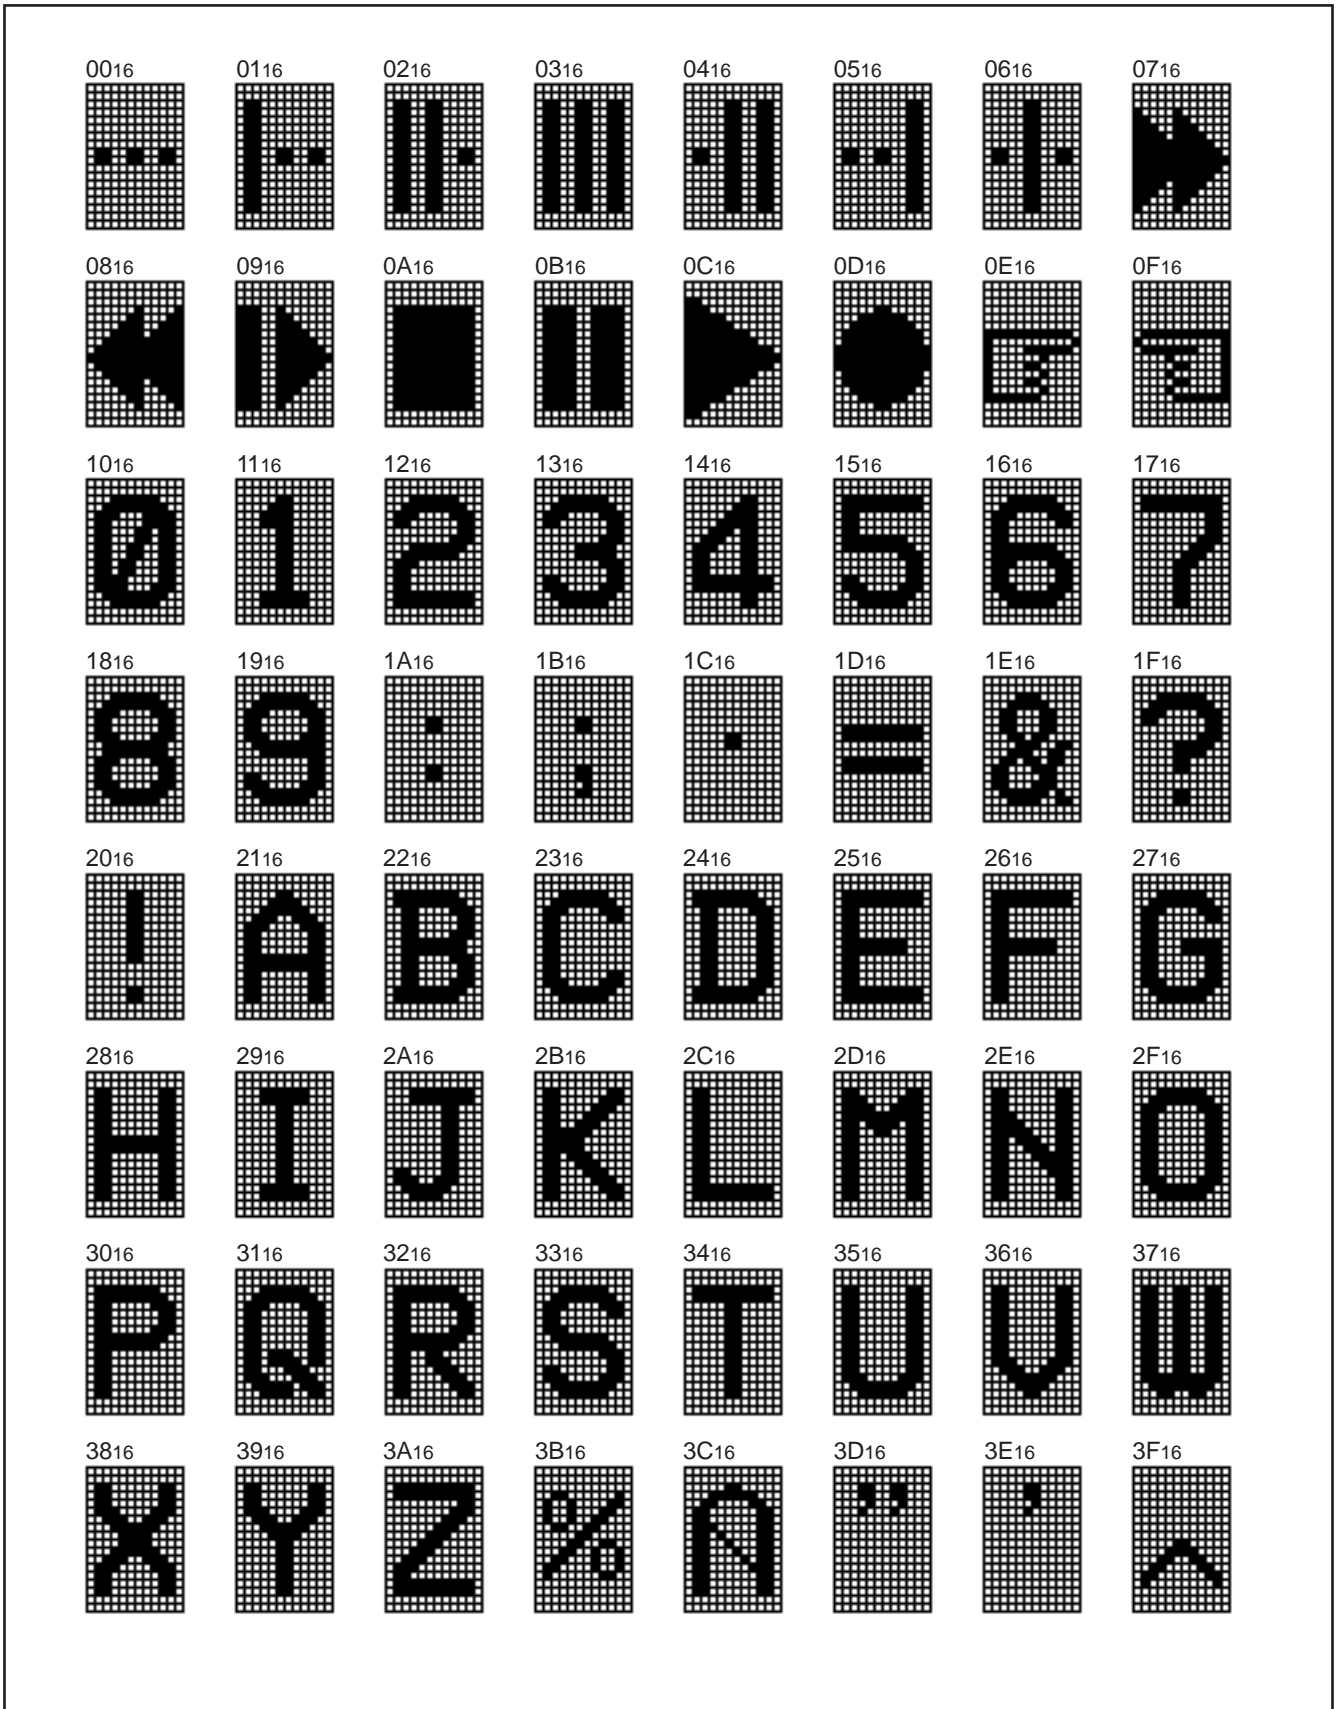 0016 0116 0216 0316 0416 0516 0616 0716
0816 0916 0A16 0B16 0C16 0D16 0E16 0F16
1016 1116 1216 1316 1416 1516 1616 1716
0 1 2 3 4 5 6 7
1816 1916 1A16 1B16 1C16 1D16 1E16 1F16
8 9 : ; · = & ?
2016 2116 2216 2316 2416 2516 2616 2716
! A B C D E F G
2816 2916 2A16 2B16 2C16 2D16 2E16 2F16
H I J K L M N O
3016 3116 3216 3316 3416 3516 3616 3716
P Q R S T U V W
3816 3916 3A16 3B16 3C16 3D16 3E16 3F16
X Y Z % ” ’